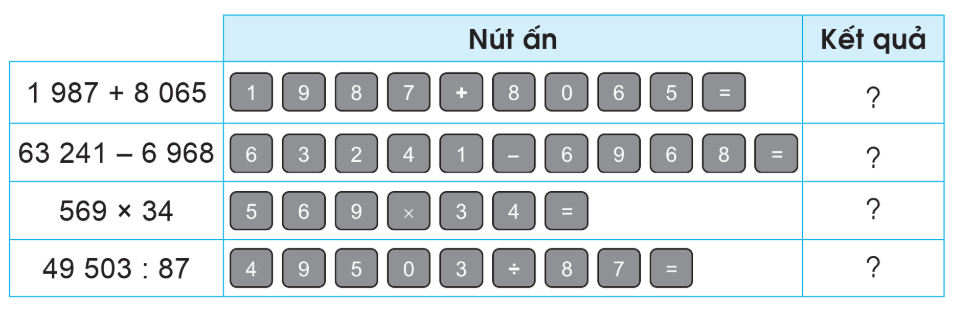 Nút ấn Kết quả
1 987 + 8 065 1 9 8 7 + 8 0 6 5 = ?
63 241 – 6 968 6 3 2 4 1 – 6 9 6 8 = ?
569 × 34 5 6 9 × 3 4 = ?
49 503 : 87 4 9 5 0 3 ÷ 8 7 = ?